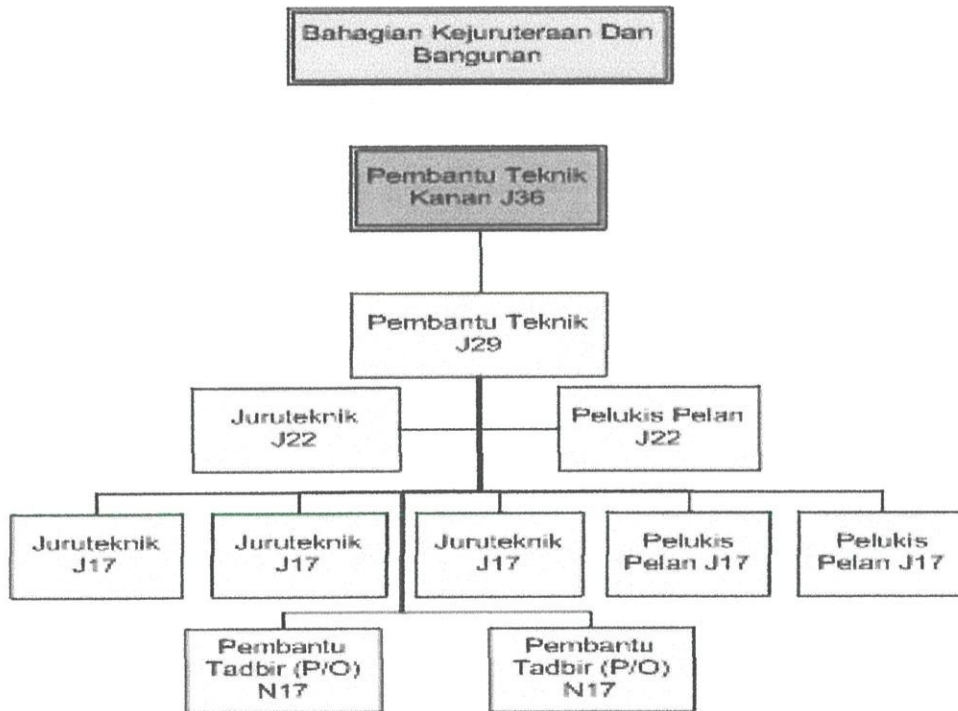 Bahagian Kejuruteraan Dan
Bangunan
Pembantu Teknik
Kanan J36
Pembantu Teknik
J29
Juruteknik
J22
Pelukis Pelan
J22
Juruteknik
J17
Juruteknik
J17
Juruteknik
J17
Pelukis
Pelan J17
Pelukis
Pelan J17
Pembantu
Tadbir (P/O)
N17
Pembantu
Tadbir (P/O)
N17